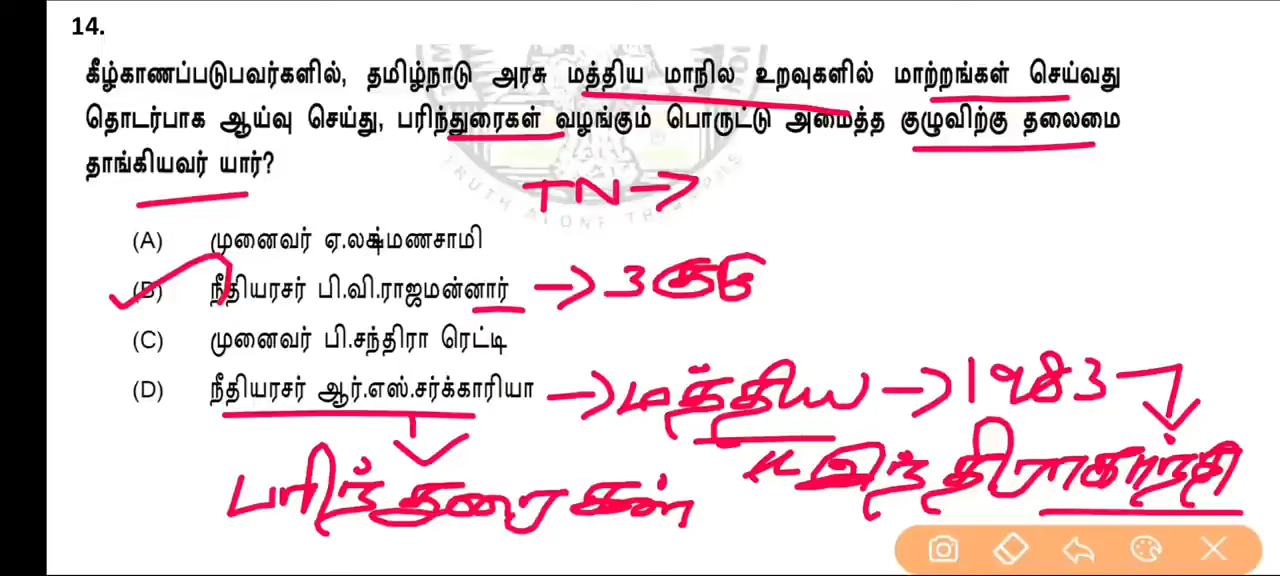 14.
கீழ்காணப்படுபவர்களில், தமிழ்நாடு அரசு மத்திய மாநில உறவுகளில் மாற்றங்கள் செய்வது
தொடர்பாக ஆய்வு செய்து, பரிந்துரைகள் வழங்கும் பொருட்டு அமைத்த குழுவிற்கு தலைமை
தாங்கியவர் யார்?
TN →
(A) முனைவர் ஏ.லக்ஷ்மணசாமி
(B) நீதியரசர் பி.வி.ராஜமன்னார் → 3
(C) முனைவர் பி.சந்திரா ரெட்டி
(D) நீதியரசர் ஆர்.எஸ்.சர்க்காரியா → மத்திய → 1983
பரிந்துரைகள் இந்திராகாந்தி